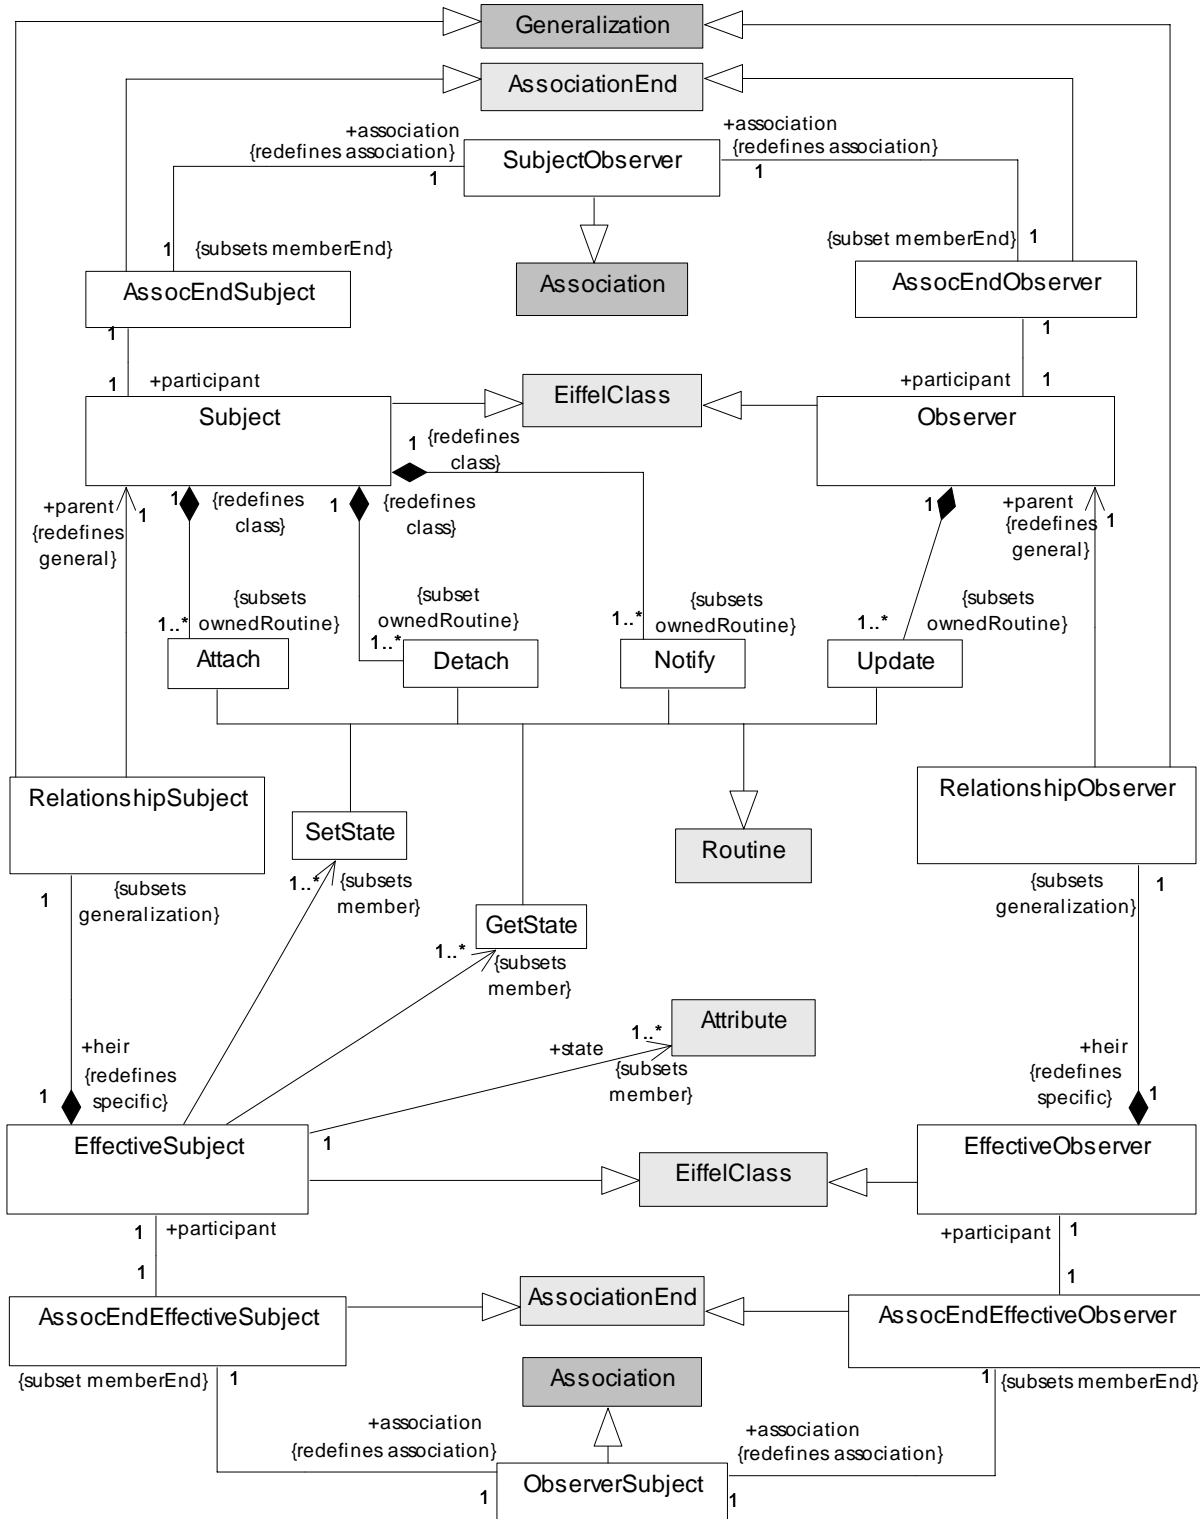 Generalization
AssociationEnd
+association
{redefines association}
1
SubjectObserver
+association
{redefines association}
1
1
{subsets memberEnd}
{subset memberEnd}
1
AssocEndSubject
Association
AssocEndObserver
1
1
1
+participant
EiffelClass
+participant
1
Subject
Observer
1
{redefines
class}
+parent
{redefines
general}
1
1
{redefines
class}
1
{redefines
class}
1
+parent
{redefines
general}
1
1..*
{subsets
ownedRoutine}
{subset
ownedRoutine}
1..*
1..*
{subsets
ownedRoutine}
1..*
{subsets
ownedRoutine}
Attach
Detach
Notify
Update
RelationshipSubject
SetState
Routine
RelationshipObserver
1
{subsets
generalization}
1..*
{subsets
member}
{subsets
generalization}
1
GetState
1..*
{subsets
member}
Attribute
1..*
+state
{subsets
member}
+heir
{redefines
specific}
1
+heir
{redefines
specific}
1
EffectiveSubject
1
EffectiveObserver
EiffelClass
1
+participant
+participant
1
1
1
AssocEndEffectiveSubject
AssociationEnd
AssocEndEffectiveObserver
{subset memberEnd}
1
Association
1
{subsets memberEnd}
+association
{redefines association}
+association
{redefines association}
1
ObserverSubject
1